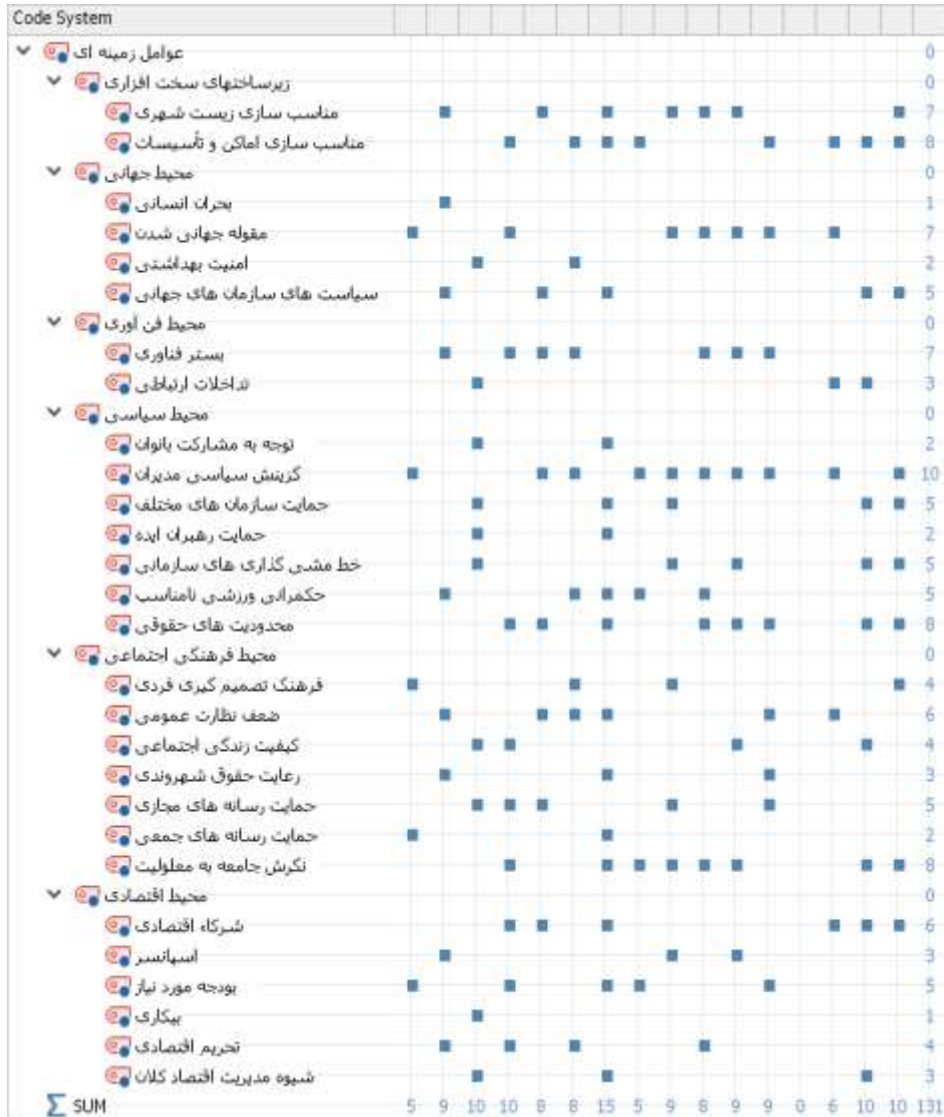 Code System
عوامل زمینه ای 0
زیرساختهای سخت افزاری 0
مناسب سازی زیست شهری 7
مناسب سازی اماکن و تأسیسات 8
محیط جهانی 0
بحران انسانی 1
مقوله جهانی شدن 7
امنیت بهداشتی 2
سیاست های سازمان های جهانی 5
محیط فن آوری 0
بستر فناوری 7
تداخلات ارتباطی 3
محیط سیاسی 0
توجه به مشارکت بانوان 2
گزینش سیاسی مدیران 10
حمایت سازمان های مختلف 5
حمایت رهبران ایده 2
خط مشی گذاری های سازمانی 5
حکمرانی ورزشی نامناسب 5
محدودیت های حقوقی 8
محیط فرهنگی اجتماعی 0
فرهنگ تصمیم گیری فردی 4
ضعف نظارت عمومی 6
کیفیت زندگی اجتماعی 4
رعایت حقوق شهروندی 3
حمایت رسانه های مجازی 5
حمایت رسانه های جمعی 2
نگرش جامعه به معلولیت 8
محیط اقتصادی 0
شرکاء اقتصادی 6
اسپانسر 3
بودجه مورد نیاز 5
بیکاری 1
تحریم اقتصادی 4
شیوه مدیریت اقتصاد کلان 3
Σ SUM 5 9 10 10 8 8 15 5 9 8 9 9 0 6 10 10 131